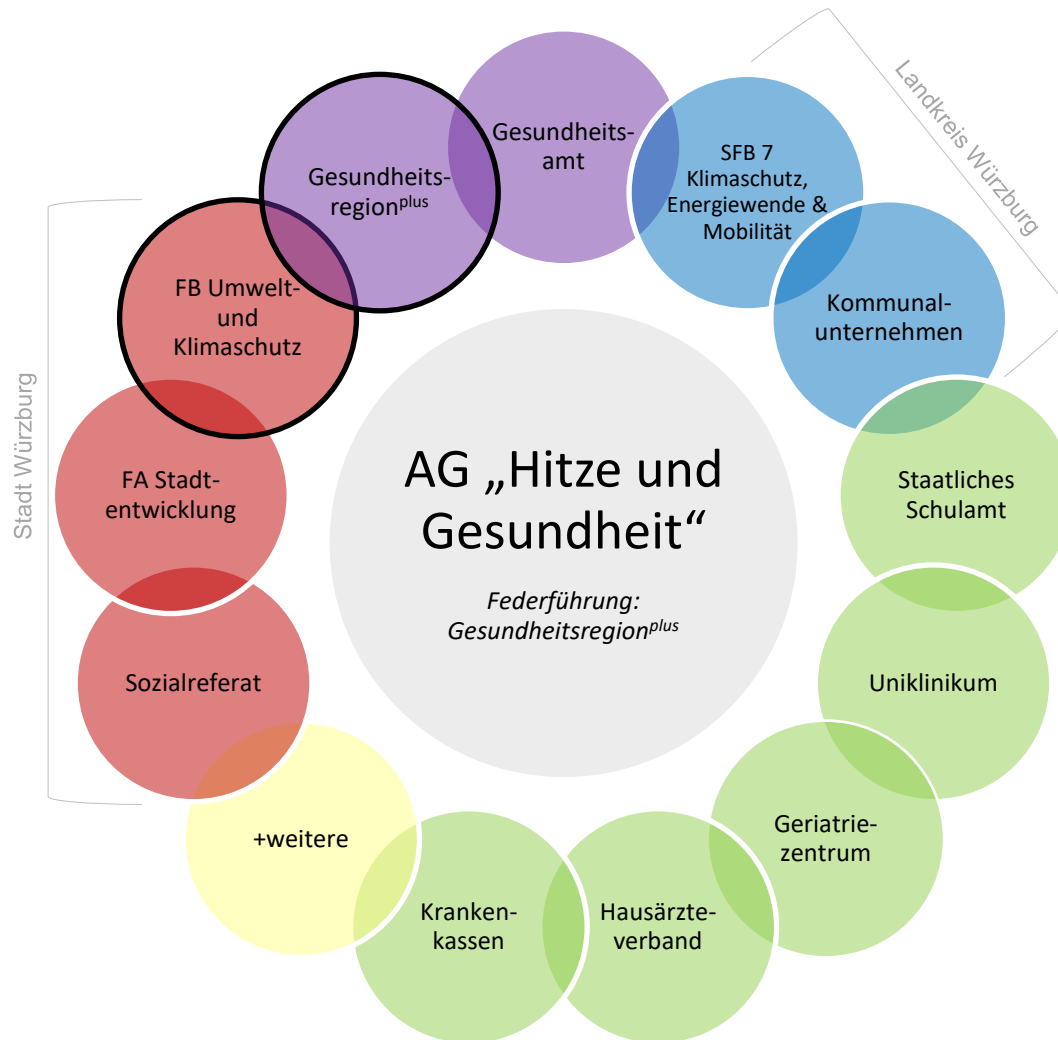 Gesundheits-
amt
SFB 7
Klimaschutz,
Energiewende &
Mobilität
Landkreis Würzburg
Kommunal-
unternehmen
Staatliches
Schulamt
Uniklinikum
Geriatrie-
zentrum
Hausärzte-
verband
Kranken-
kassen
+weitere
Sozialreferat
FA Stadt-
entwicklung
FB Umwelt-
und
Klimaschutz
Stadt Würzburg
Gesundheits-
region^plus
AG „Hitze und
Gesundheit“
Federführung:
Gesundheitsregion^plus